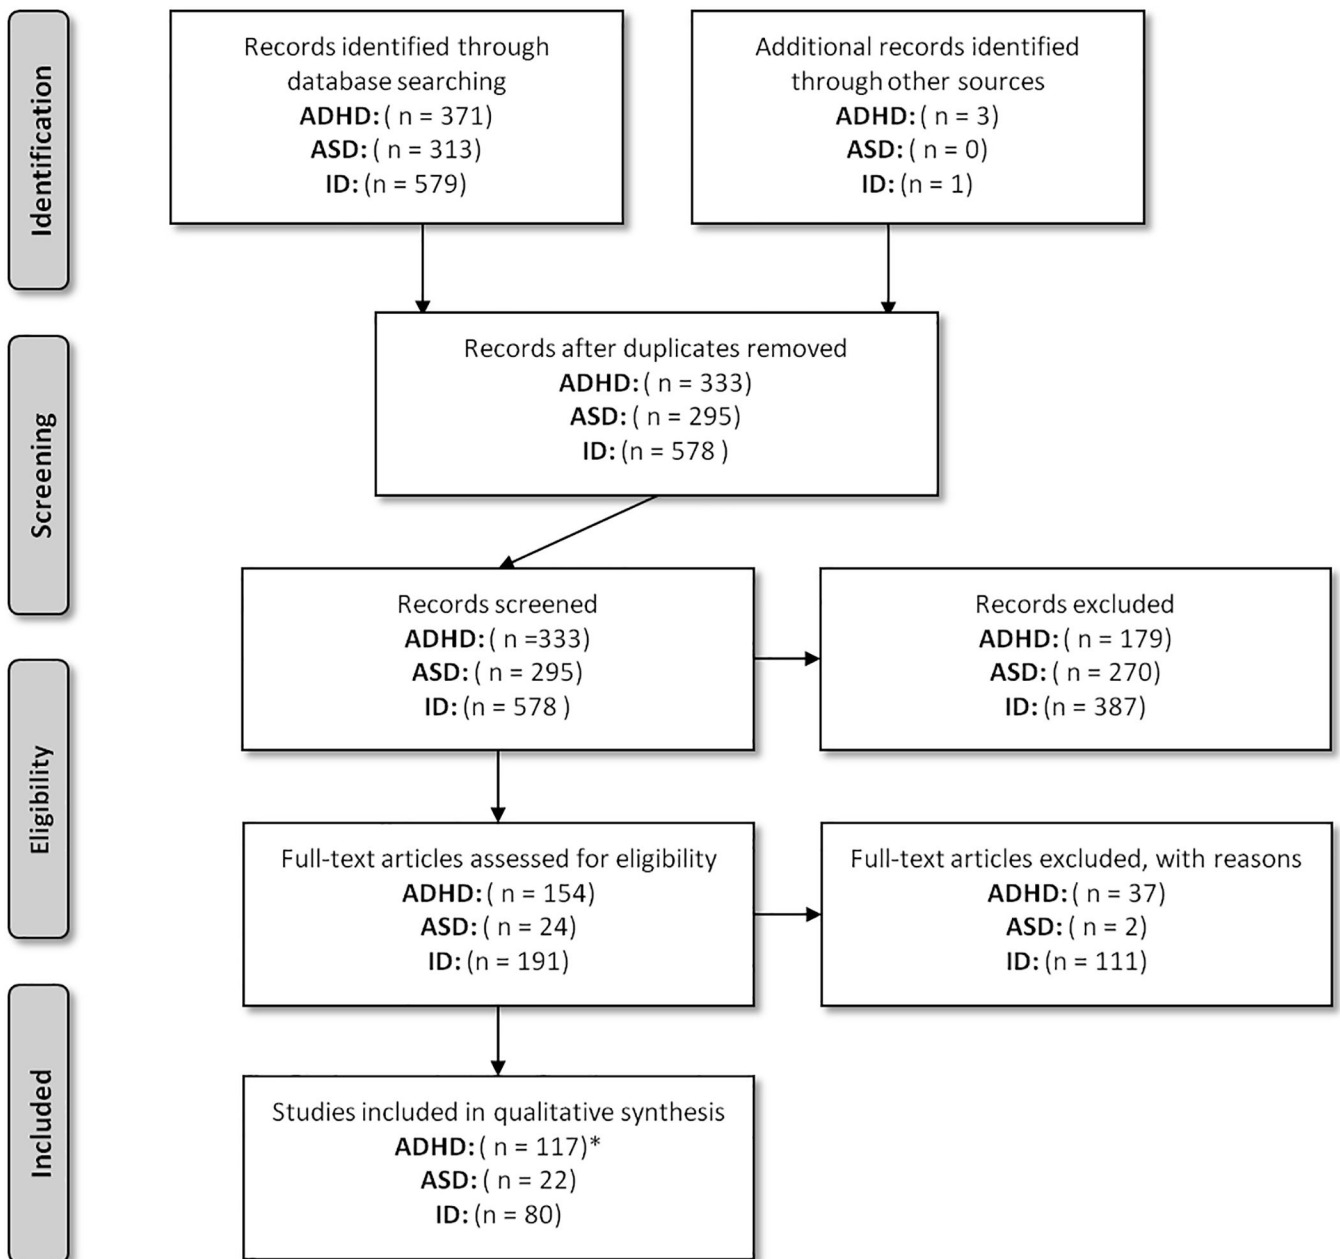 Identification
Records identified through
database searching
ADHD: ( n = 371)
ASD: ( n = 313)
ID: (n = 579)
Additional records identified
through other sources
ADHD: ( n = 3)
ASD: ( n = 0)
ID: (n = 1)
Screening
Records after duplicates removed
ADHD: ( n = 333)
ASD: ( n = 295)
ID: (n = 578 )
Records screened
ADHD: ( n =333)
ASD: ( n = 295)
ID: (n = 578 )
Records excluded
ADHD: ( n = 179)
ASD: ( n = 270)
ID: (n = 387)
Eligibility
Full-text articles assessed for eligibility
ADHD: ( n = 154)
ASD: ( n = 24)
ID: (n = 191)
Full-text articles excluded, with reasons
ADHD: ( n = 37)
ASD: ( n = 2)
ID: (n = 111)
Included
Studies included in qualitative synthesis
ADHD: ( n = 117)*
ASD: ( n = 22)
ID: (n = 80)